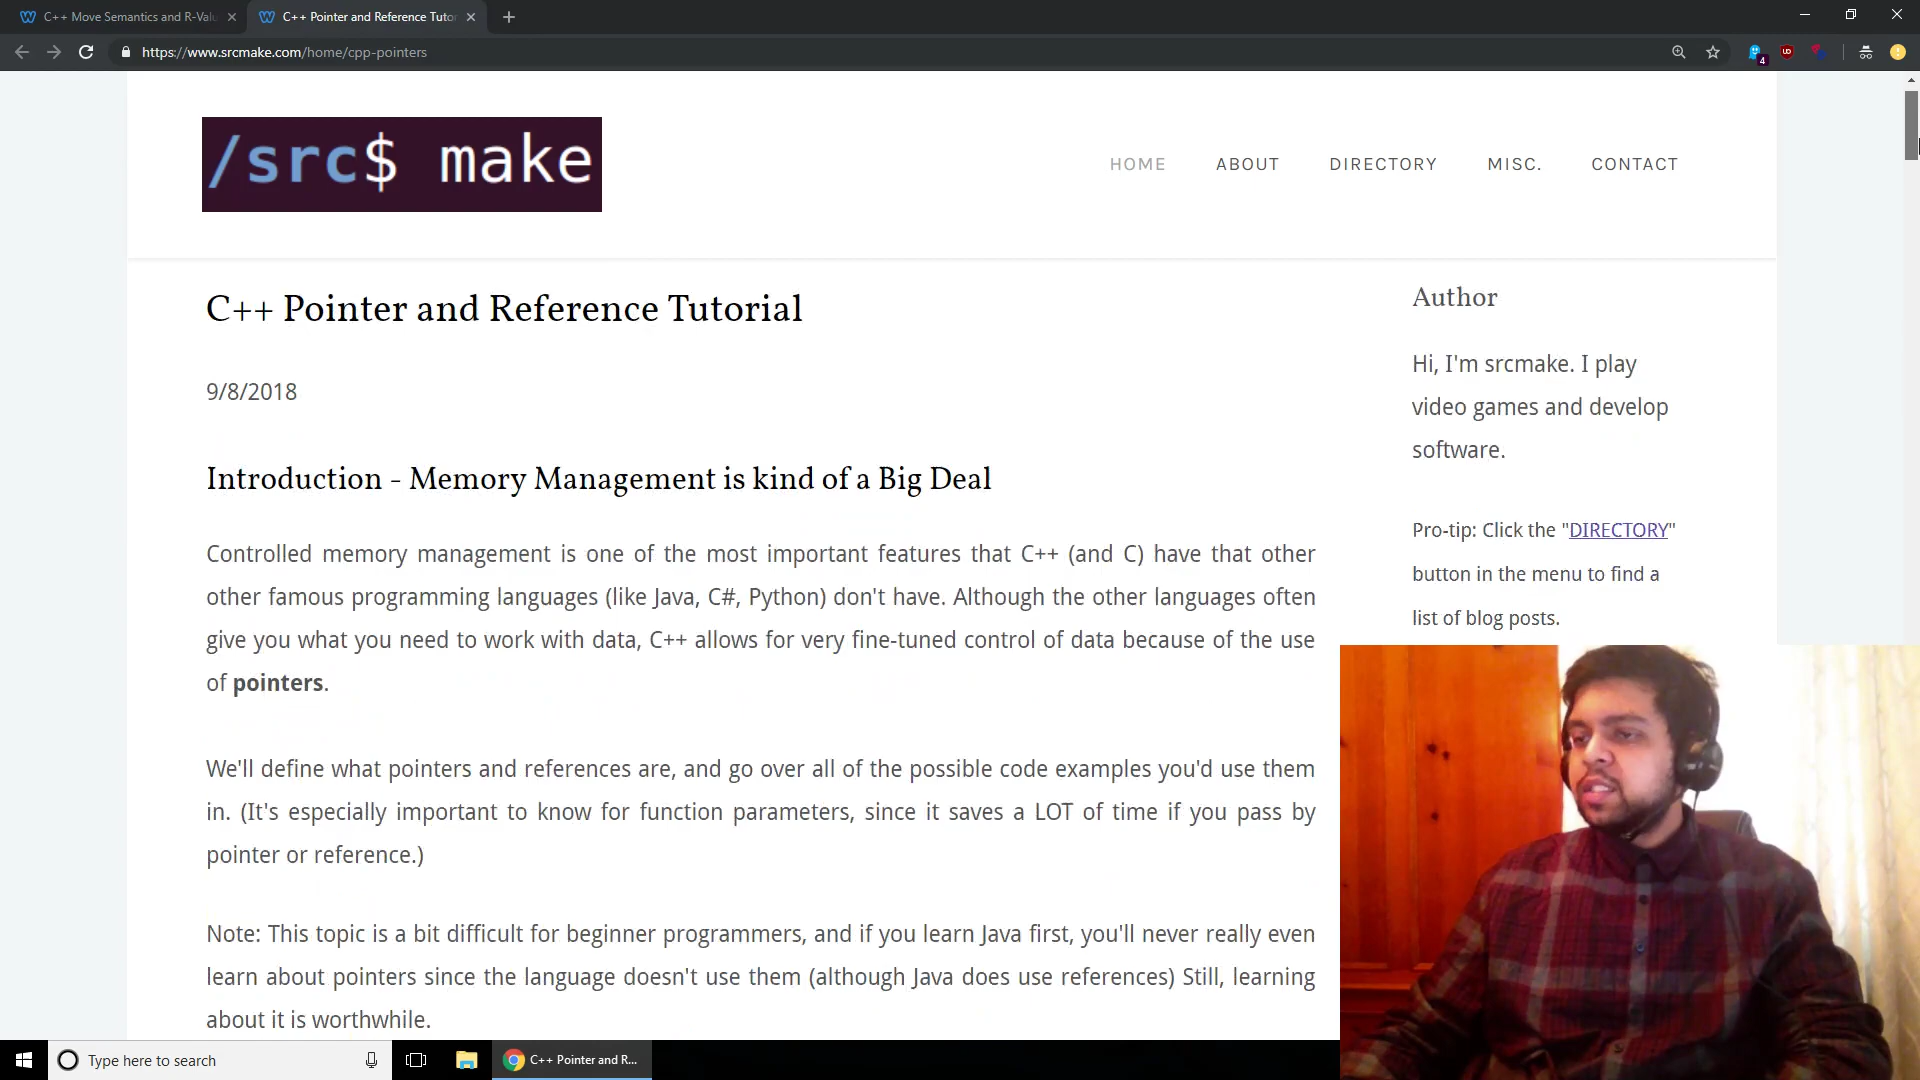 C++ Move Semantics and R-Valu
C++ Pointer and Reference Tutor
https://www.srcmake.com/home/cpp-pointers
4
/src$ make
HOME
ABOUT
DIRECTORY
MISC.
CONTACT
C++ Pointer and Reference Tutorial
9/8/2018
Introduction - Memory Management is kind of a Big Deal
Controlled memory management is one of the most important features that C++ (and C) have that other
other famous programming languages (like Java, C#, Python) don't have. Although the other languages often
give you what you need to work with data, C++ allows for very fine-tuned control of data because of the use
of pointers.
We'll define what pointers and references are, and go over all of the possible code examples you'd use them
in. (It's especially important to know for function parameters, since it saves a LOT of time if you pass by
pointer or reference.)
Note: This topic is a bit difficult for beginner programmers, and if you learn Java first, you'll never really even
learn about pointers since the language doesn't use them (although Java does use references) Still, learning
about it is worthwhile.
Author
Hi, I'm srcmake. I play
video games and develop
software.
Pro-tip: Click the "DIRECTORY"
button in the menu to find a
list of blog posts.
Type here to search
C++ Pointer and R...